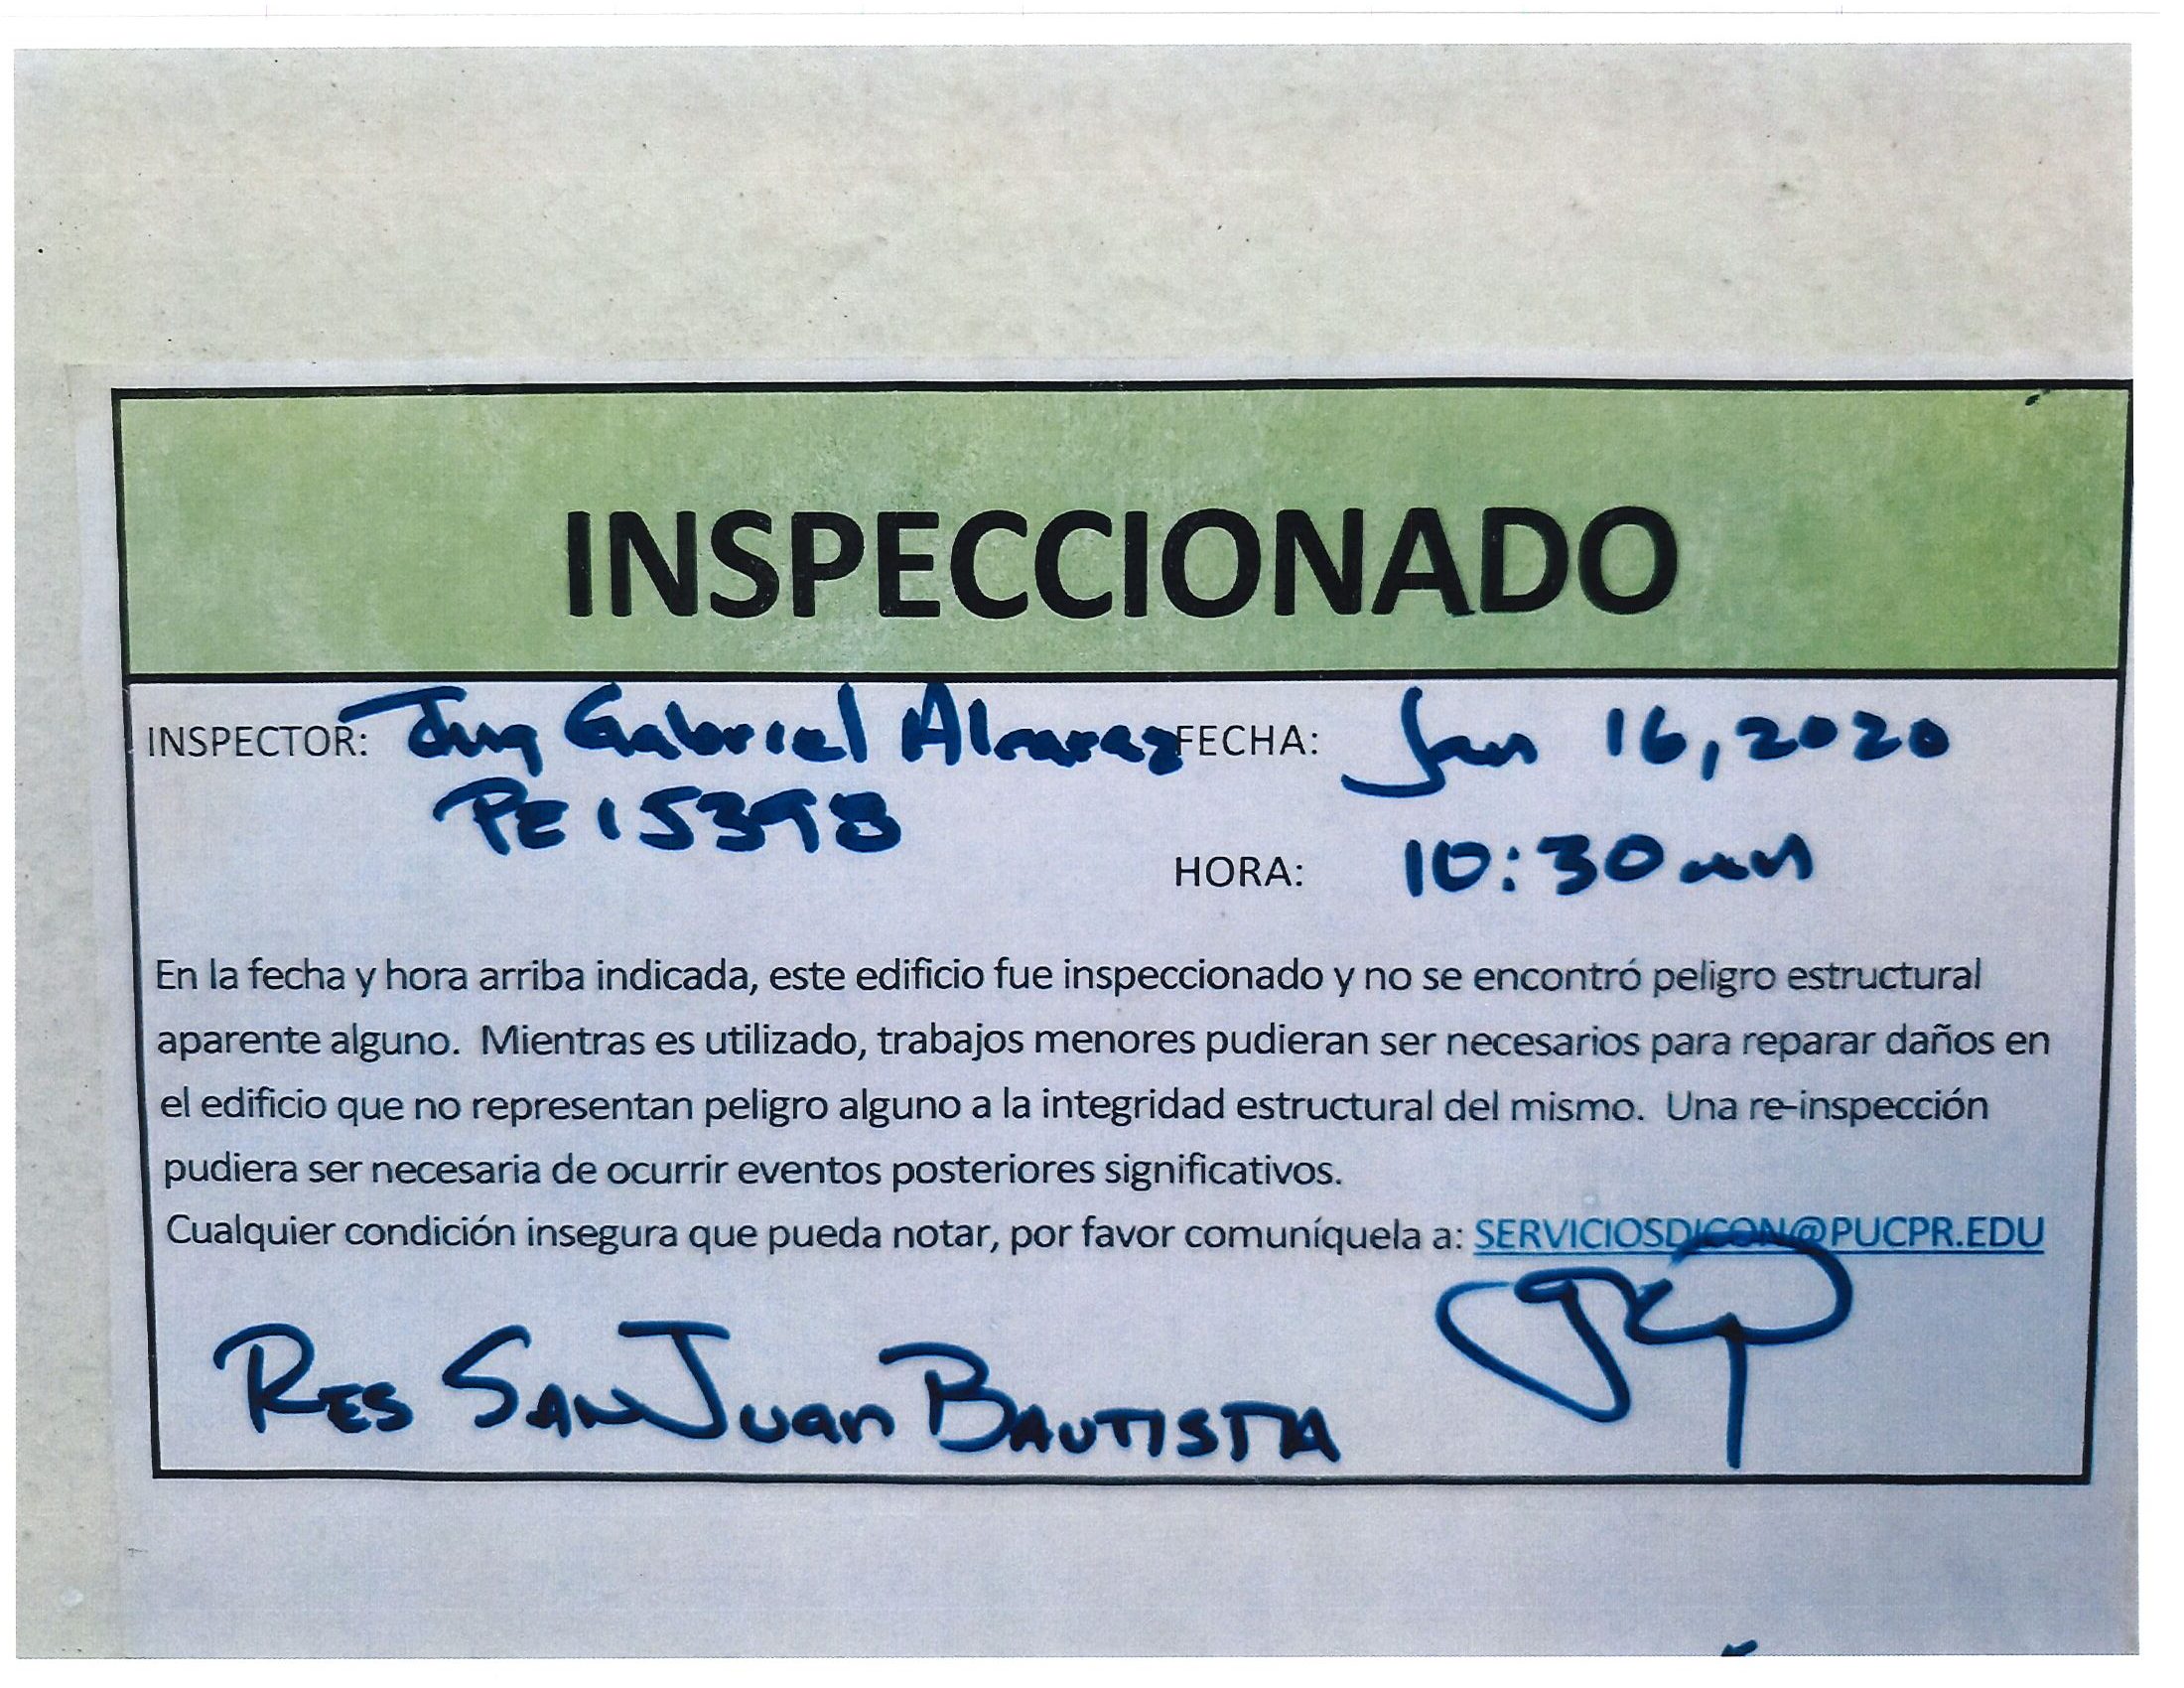 INSPECCIONADO
INSPECTOR: Gabriel Alvarez FECHA: Jan 16, 2020
PE 15398
HORA: 10:30 am
En la fecha y hora arriba indicada, este edificio fue inspeccionado y no se encontró peligro estructural
aparente alguno. Mientras es utilizado, trabajos menores pudieran ser necesarios para reparar daños en
el edificio que no representan peligro alguno a la integridad estructural del mismo. Una re-inspección
pudiera ser necesaria de ocurrir eventos posteriores significativos.
Cualquier condición insegura que pueda notar, por favor comuníquela a: SERVICIOSDICON@PUCPR.EDU
RES SAN JUAN BAUTISTA